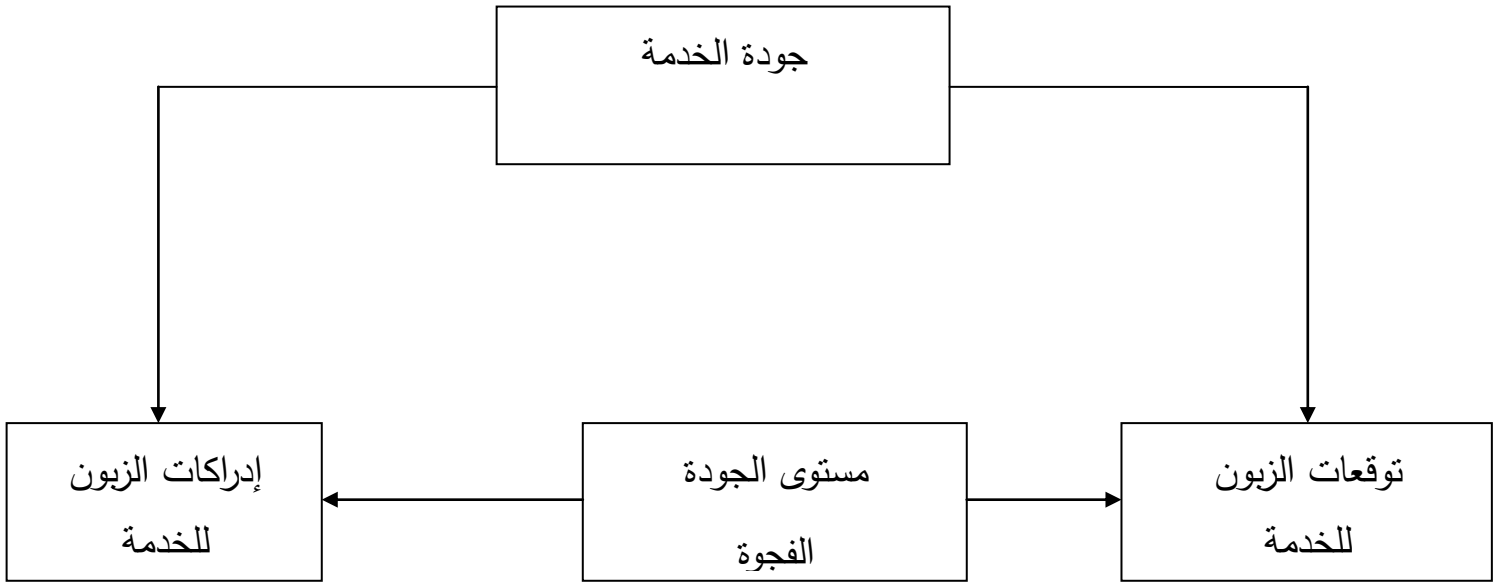 جودة الخدمة
توقعات الزبون
للخدمة
مستوى الجودة
الفجوة
إدراكات الزبون
للخدمة